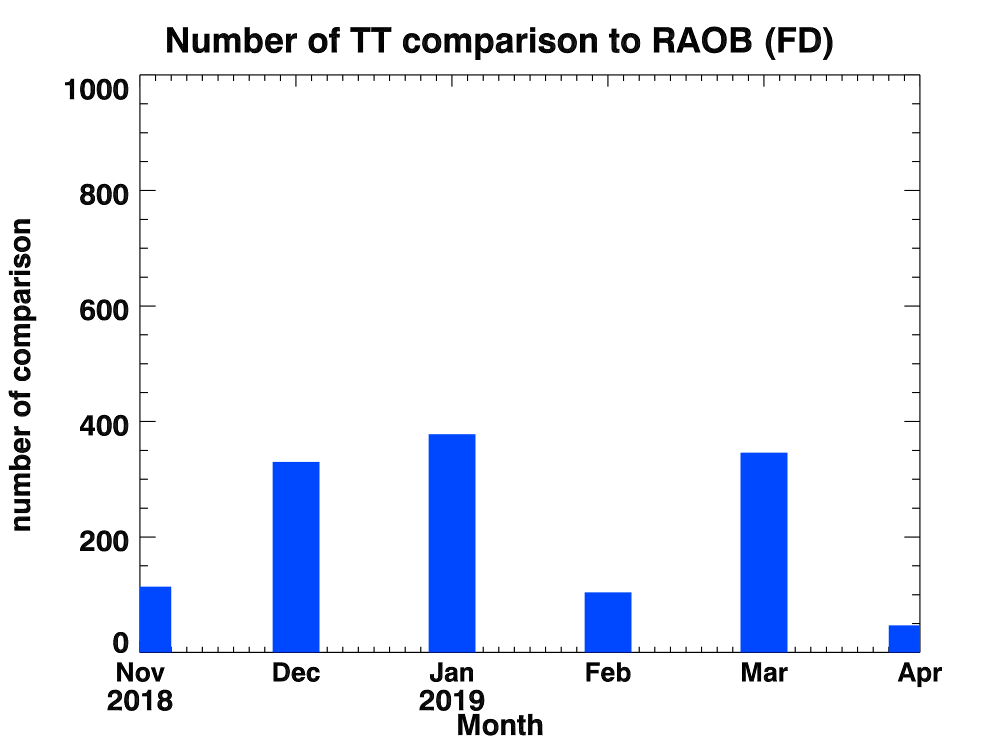 Number of TT comparison to RAOB (FD)
1000
800
600
400
200
0
number of comparison
Nov Dec Jan Feb Mar Apr
2018 2019
Month